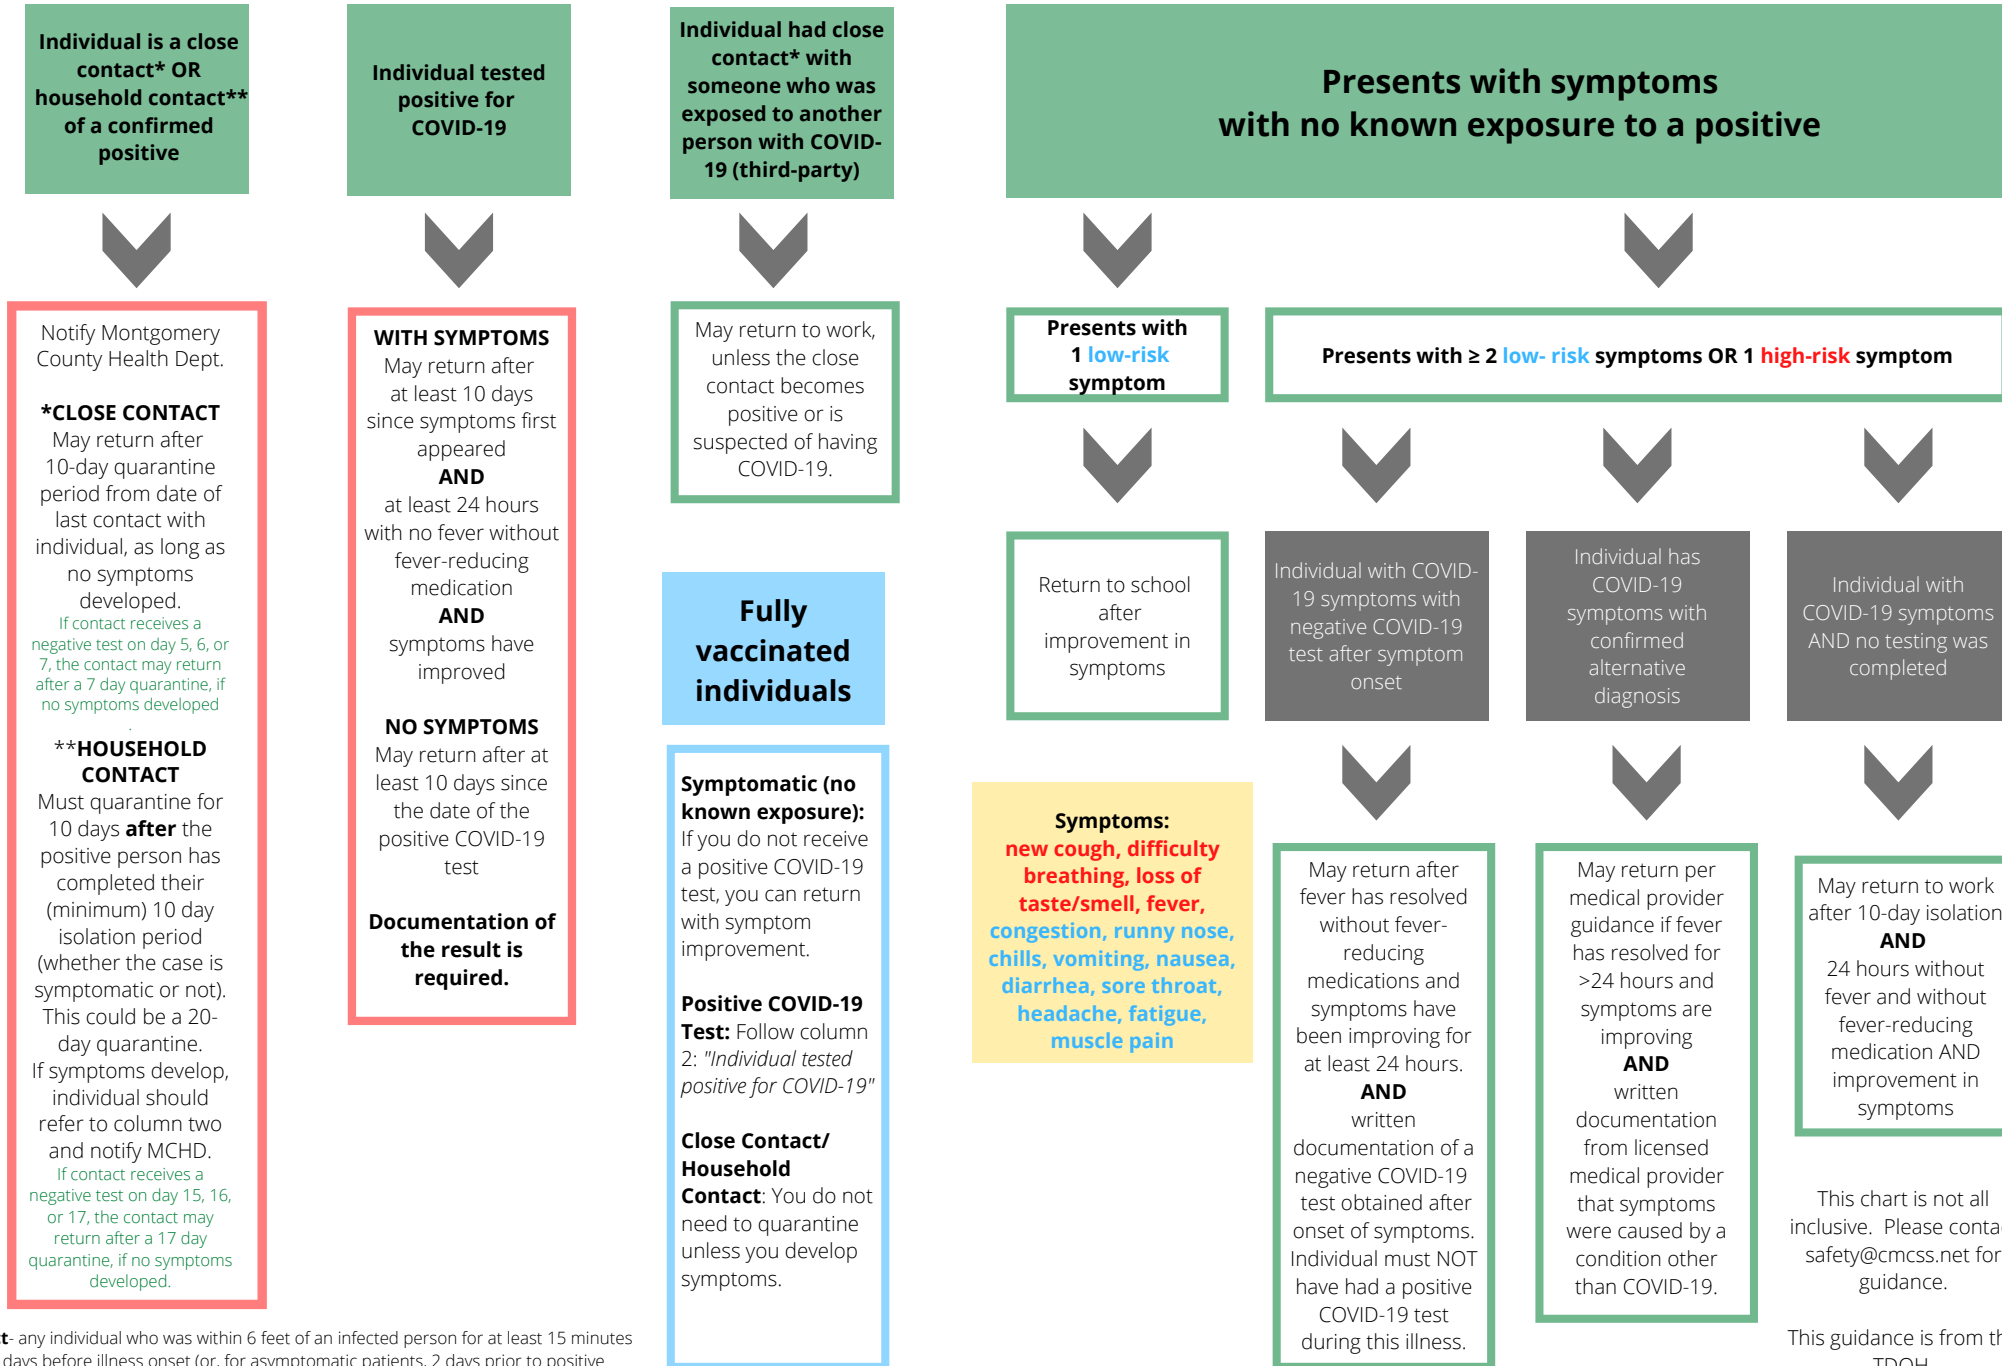 Individual is a close
contact* OR
household contact**
of a confirmed
positive
Notify Montgomery
County Health Dept.
*CLOSE CONTACT
May return after
10-day quarantine
period from date of
last contact with
individual, as long as
no symptoms
developed.
If contact receives a
negative test on day 5, 6, or
7, the contact may return
after a 7 day quarantine, if
no symptoms developed
.
**HOUSEHOLD
CONTACT
Must quarantine for
10 days after the
positive person has
completed their
(minimum) 10 day
isolation period
(whether the case is
symptomatic or not).
This could be a 20-
day quarantine.
If symptoms develop,
individual should
refer to column two
and notify MCHD.
If contact receives a
negative test on day 15, 16,
or 17, the contact may
return after a 17 day
quarantine, if no symptoms
developed.
Individual tested
positive for
COVID-19
WITH SYMPTOMS
May return after
at least 10 days
since symptoms first
appeared
AND
at least 24 hours
with no fever without
fever-reducing
medication
AND
symptoms have
improved
NO SYMPTOMS
May return after at
least 10 days since
the date of the
positive COVID-19
test
Documentation of
the result is
required.
Individual had close
contact* with
someone who was
exposed to another
person with COVID-
19 (third-party)
May return to work,
unless the close
contact becomes
positive or is
suspected of having
COVID-19.
Fully
vaccinated
individuals
Symptomatic (no
known exposure):
If you do not receive
a positive COVID-19
test, you can return
with symptom
improvement.
Positive COVID-19
Test: Follow column
2: "Individual tested
positive for COVID-19"
Close Contact/
Household
Contact: You do not
need to quarantine
unless you develop
symptoms.
Presents with symptoms
with no known exposure to a positive
Presents with
1 low-risk
symptom
Return to school
after
improvement in
symptoms
Symptoms:
new cough, difficulty
breathing, loss of
taste/smell, fever,
congestion, runny nose,
chills, vomiting, nausea,
diarrhea, sore throat,
headache, fatigue,
muscle pain
Presents with ≥ 2 low- risk symptoms OR 1 high-risk symptom
Individual with COVID-
19 symptoms with
negative COVID-19
test after symptom
onset
May return after
fever has resolved
without fever-
reducing
medications and
symptoms have
been improving for
at least 24 hours.
AND
written
documentation of a
negative COVID-19
test obtained after
onset of symptoms.
Individual must NOT
have had a positive
COVID-19 test
during this illness.
Individual has
COVID-19
symptoms with
confirmed
alternative
diagnosis
May return per
medical provider
guidance if fever
has resolved for
>24 hours and
symptoms are
improving
AND
written
documentation
from licensed
medical provider
that symptoms
were caused by a
condition other
than COVID-19.
Individual with
COVID-19 symptoms
AND no testing was
completed
May return to work
after 10-day isolation
AND
24 hours without
fever and without
fever-reducing
medication AND
improvement in
symptoms
This chart is not all
inclusive. Please
safety@cmcss.net for
guidance.
This guidance is from
TDOH
- any individual who was within 6 feet of an infected person for at least 15 minutes
days before illness onset (or, for asymptomatic patients, 2 days prior to positive